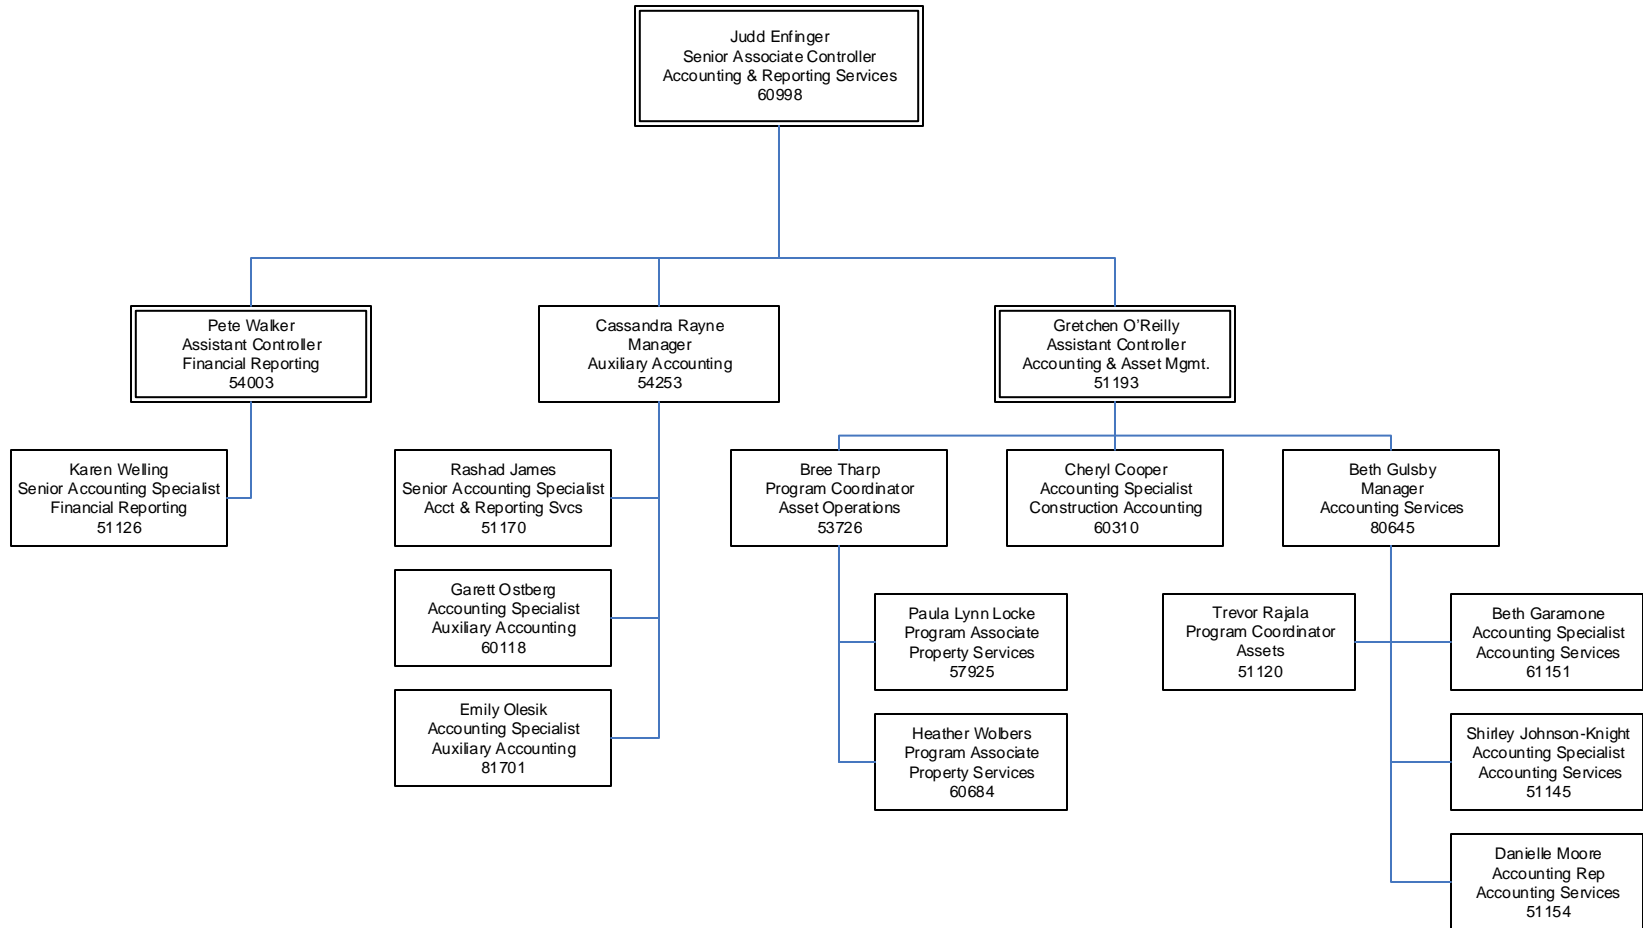 Judd Enfinger
Senior Associate Controller
Accounting & Reporting Services
60998
Pete Walker
Assistant Controller
Financial Reporting
54003
Cassandra Rayne
Manager
Auxiliary Accounting
54253
Gretchen O'Reilly
Assistant Controller
Accounting & Asset Mgmt.
51193
Karen Welling
Senior Accounting Specialist
Financial Reporting
51126
Rashad James
Senior Accounting Specialist
Acct & Reporting Svcs
51170
Bree Tharp
Program Coordinator
Asset Operations
53726
Cheryl Cooper
Accounting Specialist
Construction Accounting
60310
Beth Gulsby
Manager
Accounting Services
80645
Garett Ostberg
Accounting Specialist
Auxiliary Accounting
60118
Paula Lynn Locke
Program Associate
Property Services
57925
Trevor Rajala
Program Coordinator
Assets
51120
Beth Garamone
Accounting Specialist
Accounting Services
61151
Emily Olesik
Accounting Specialist
Auxiliary Accounting
81701
Heather Wolbers
Program Associate
Property Services
60684
Shirley Johnson-Knight
Accounting Specialist
Accounting Services
51145
Danielle Moore
Accounting Rep
Accounting Services
51154